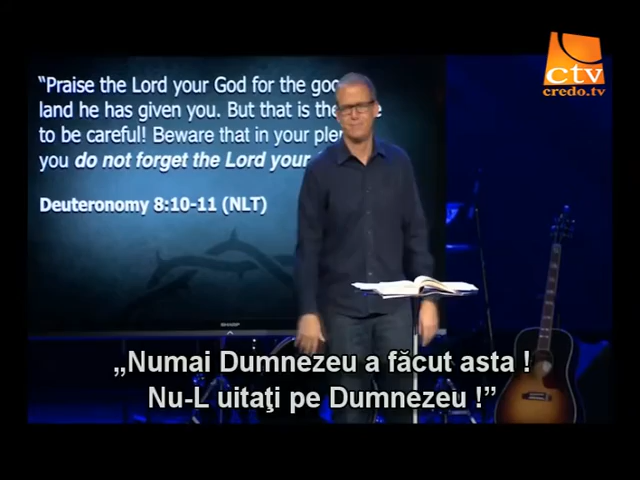 ctv
credo.tv
“Praise the Lord your God for the
land he has given you. But that is the
to be careful! Beware that in your
you do not forget the Lord your
Deuteronomy 8:10-11 (NLT)
„Numai Dumnezeu a făcut asta !
Nu-L uitaţi pe Dumnezeu !”